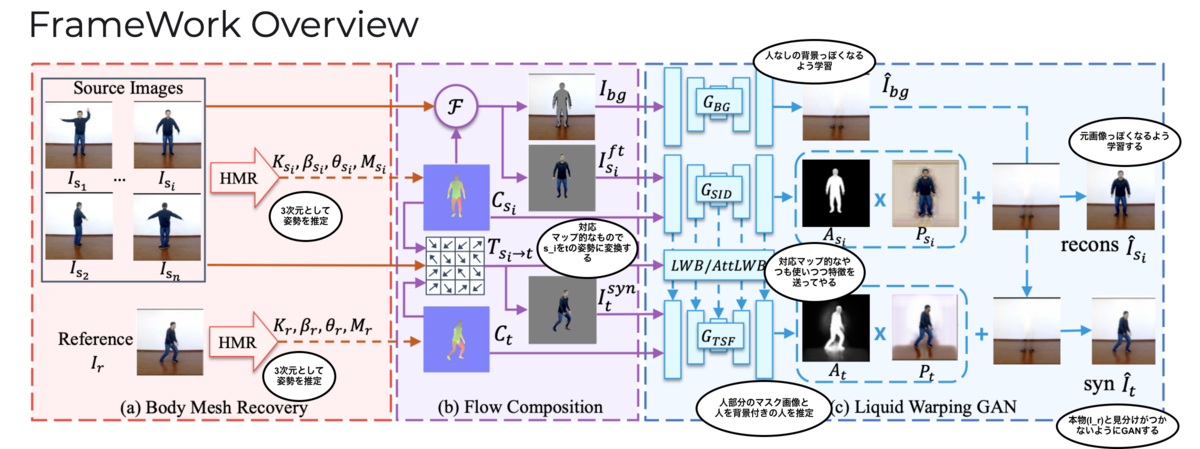 FrameWork Overview
Source Images
I_{s_1}
...
I_{s_i}
I_{s_2}
I_{s_n}
HMR
K_{s_i}, β_{s_i}, θ_{s_i}, M_{s_i}
3次元として
姿勢を推定
Reference
I_r
HMR
K_r, β_r, θ_r, M_r
3次元として
姿勢を推定
(a) Body Mesh Recovery
F
I_{bg}
I_{s_i}^{ft}
C_{s_i}
対応
マップ的なもので
s_iをtの姿勢に変換す
る
T_{s_i→t}
I_t^{syn}
C_t
(b) Flow Composition
人なしの背景っぽくなる
よう学習
G_{BG}
Î_{bg}
元画像っぽくなるよう
学習する
G_{SID}
A_{s_i}
x
P_{s_i}
+
recons Î_{s_i}
LWB/AttLWB
対応マップ的なや
つも使いつつ特徴を
送ってやる
G_{TSF}
A_t
x
P_t
+
syn Î_t
人部分のマスク画像と
人を背景付きの人を推定
(c) Liquid Warping GAN
本物(I_r)と見分けがつか
ないようにGANする